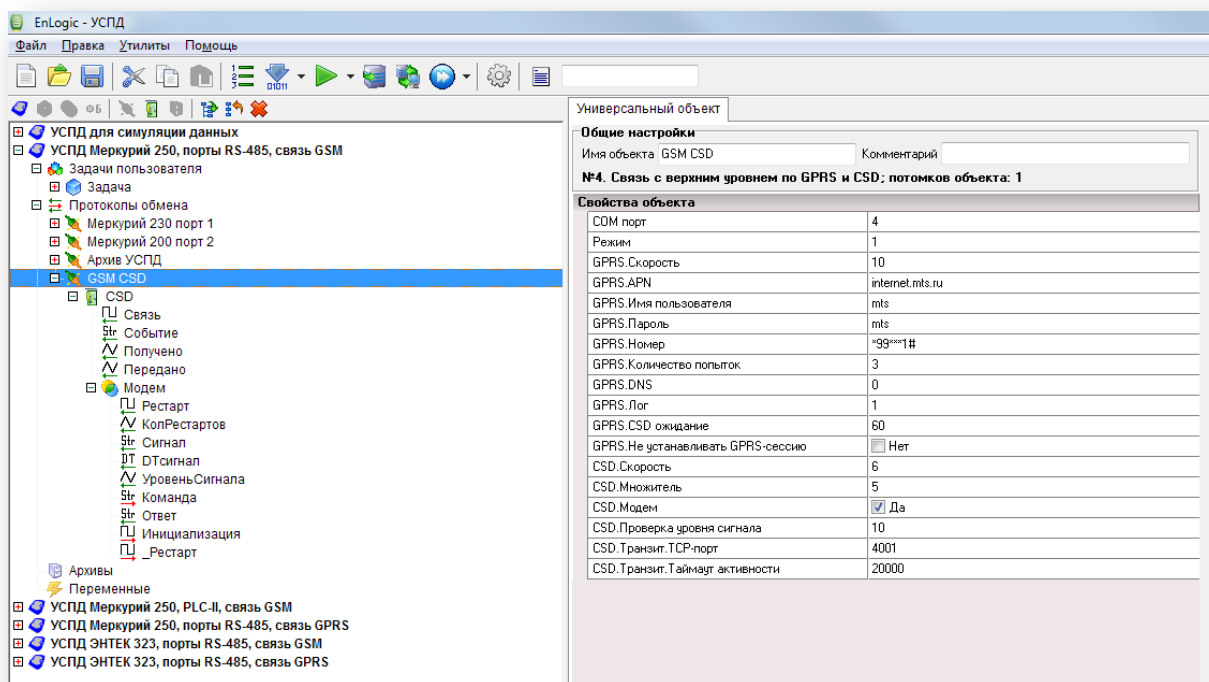 EnLogic - УСПД
Файл Правка Утилиты Помощь
УСПД для симуляции данных
УСПД Меркурий 250, порты RS-485, связь GSM
Задачи пользователя
Задача
Протоколы обмена
Меркурий 230 порт 1
Меркурий 200 порт 2
Архив УСПД
GSM CSD
CSD
Связь
Str Событие
Получено
Передано
Модем
Рестарт
КолРестартов
Str Сигнал
DT DTсигнал
УровеньСигнала
Str Команда
Str Ответ
Инициализация
_Рестарт
Архивы
Переменные
УСПД Меркурий 250, PLC-II, связь GSM
УСПД Меркурий 250, порты RS-485, связь GPRS
УСПД ЭНТЕК 323, порты RS-485, связь GSM
УСПД ЭНТЕК 323, порты RS-485, связь GPRS
Универсальный объект
Общие настройки
Имя объекта GSM CSD Комментарий
№4. Связь с верхним уровнем по GPRS и CSD; потомков объекта: 1
Свойства объекта
COM порт 4
Режим 1
GPRS.Скорость 10
GPRS.APN internet.mts.ru
GPRS.Имя пользователя mts
GPRS.Пароль mts
GPRS.Номер *99***1#
GPRS.Количество попыток 3
GPRS.DNS 0
GPRS.Лог 1
GPRS.CSD ожидание 60
GPRS.Не устанавливать GPRS-сессию Нет
CSD.Скорость 6
CSD.Множитель 5
CSD.Модем Да
CSD.Проверка уровня сигнала 10
CSD.Транзит.TCP-порт 4001
CSD.Транзит.Таймаут активности 20000